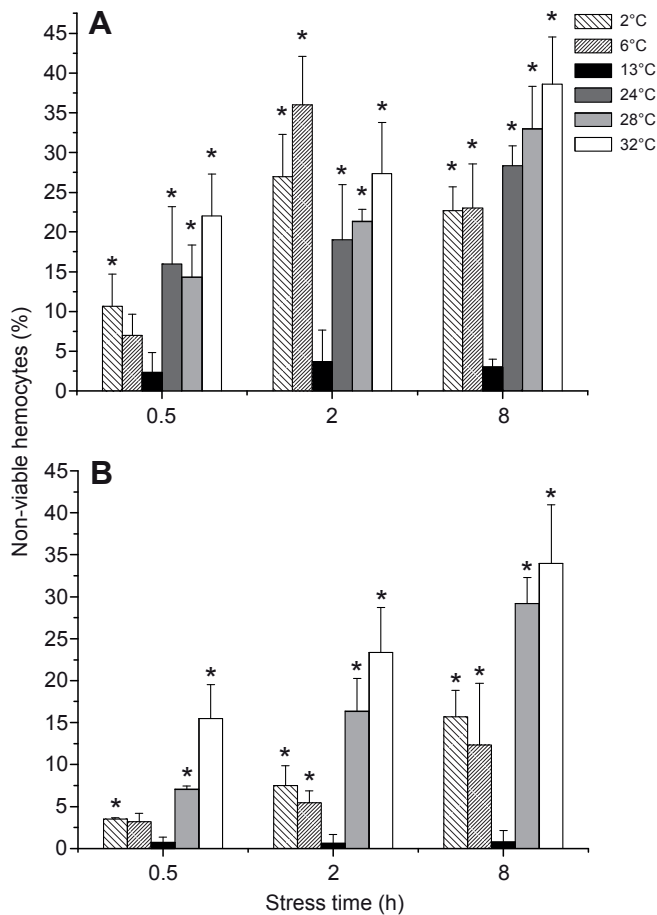 A
45
40
35
30
25
20
15
10
5
0
* * * * *
* * * * *
* * * * *
0.5 2 8
2°C
6°C
13°C
24°C
28°C
32°C
Non-viable hemocytes (%)
B
45
40
35
30
25
20
15
10
5
0
* * *
* * * *
* * * *
0.5 2 8
Stress time (h)